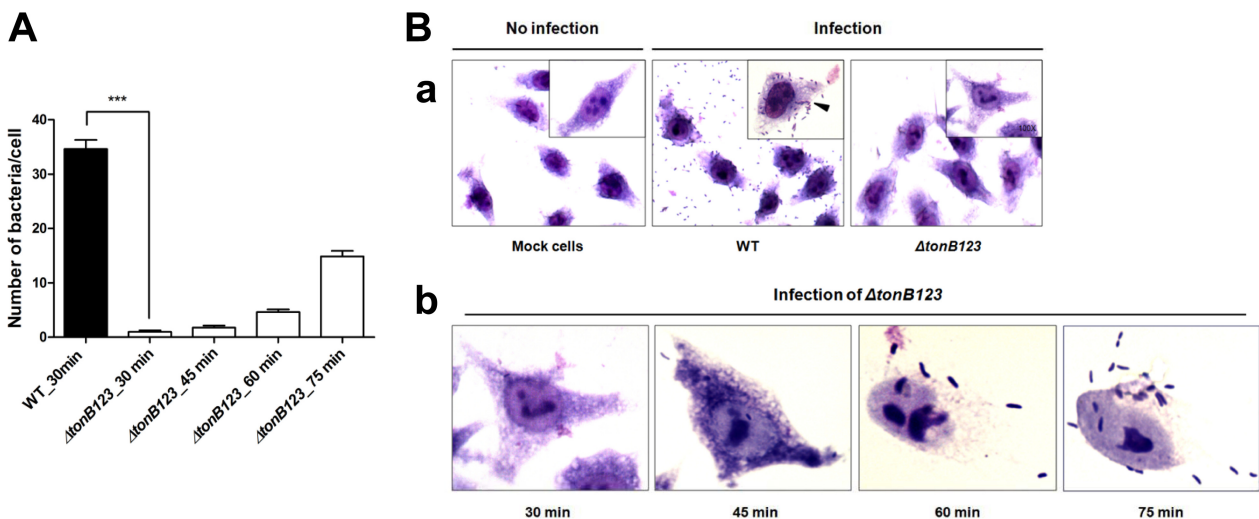 A
***
Number of bacteria/cell
40
30
20
10
0
WT_30min
ΔtonB123_30 min
ΔtonB123_45 min
ΔtonB123_60 min
ΔtonB123_75 min
B
No infection
Infection
a
100X
Mock cells
WT
ΔtonB123
b
Infection of ΔtonB123
30 min
45 min
60 min
75 min